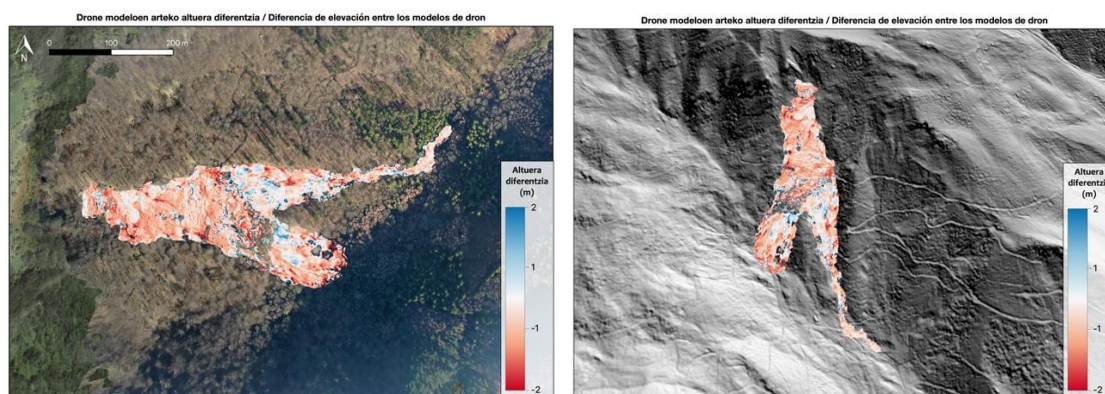 Drone modeloen arteko altuera diferentzia / Diferencia de elevación entre los modelos de dron
N
0 100 200 m
Altuera
diferentzia
(m)
2
1
-1
-2
Drone modeloen arteko altuera diferentzia / Diferencia de elevación entre los modelos de dron
Altuera
diferentzia
(m)
2
1
-1
-2